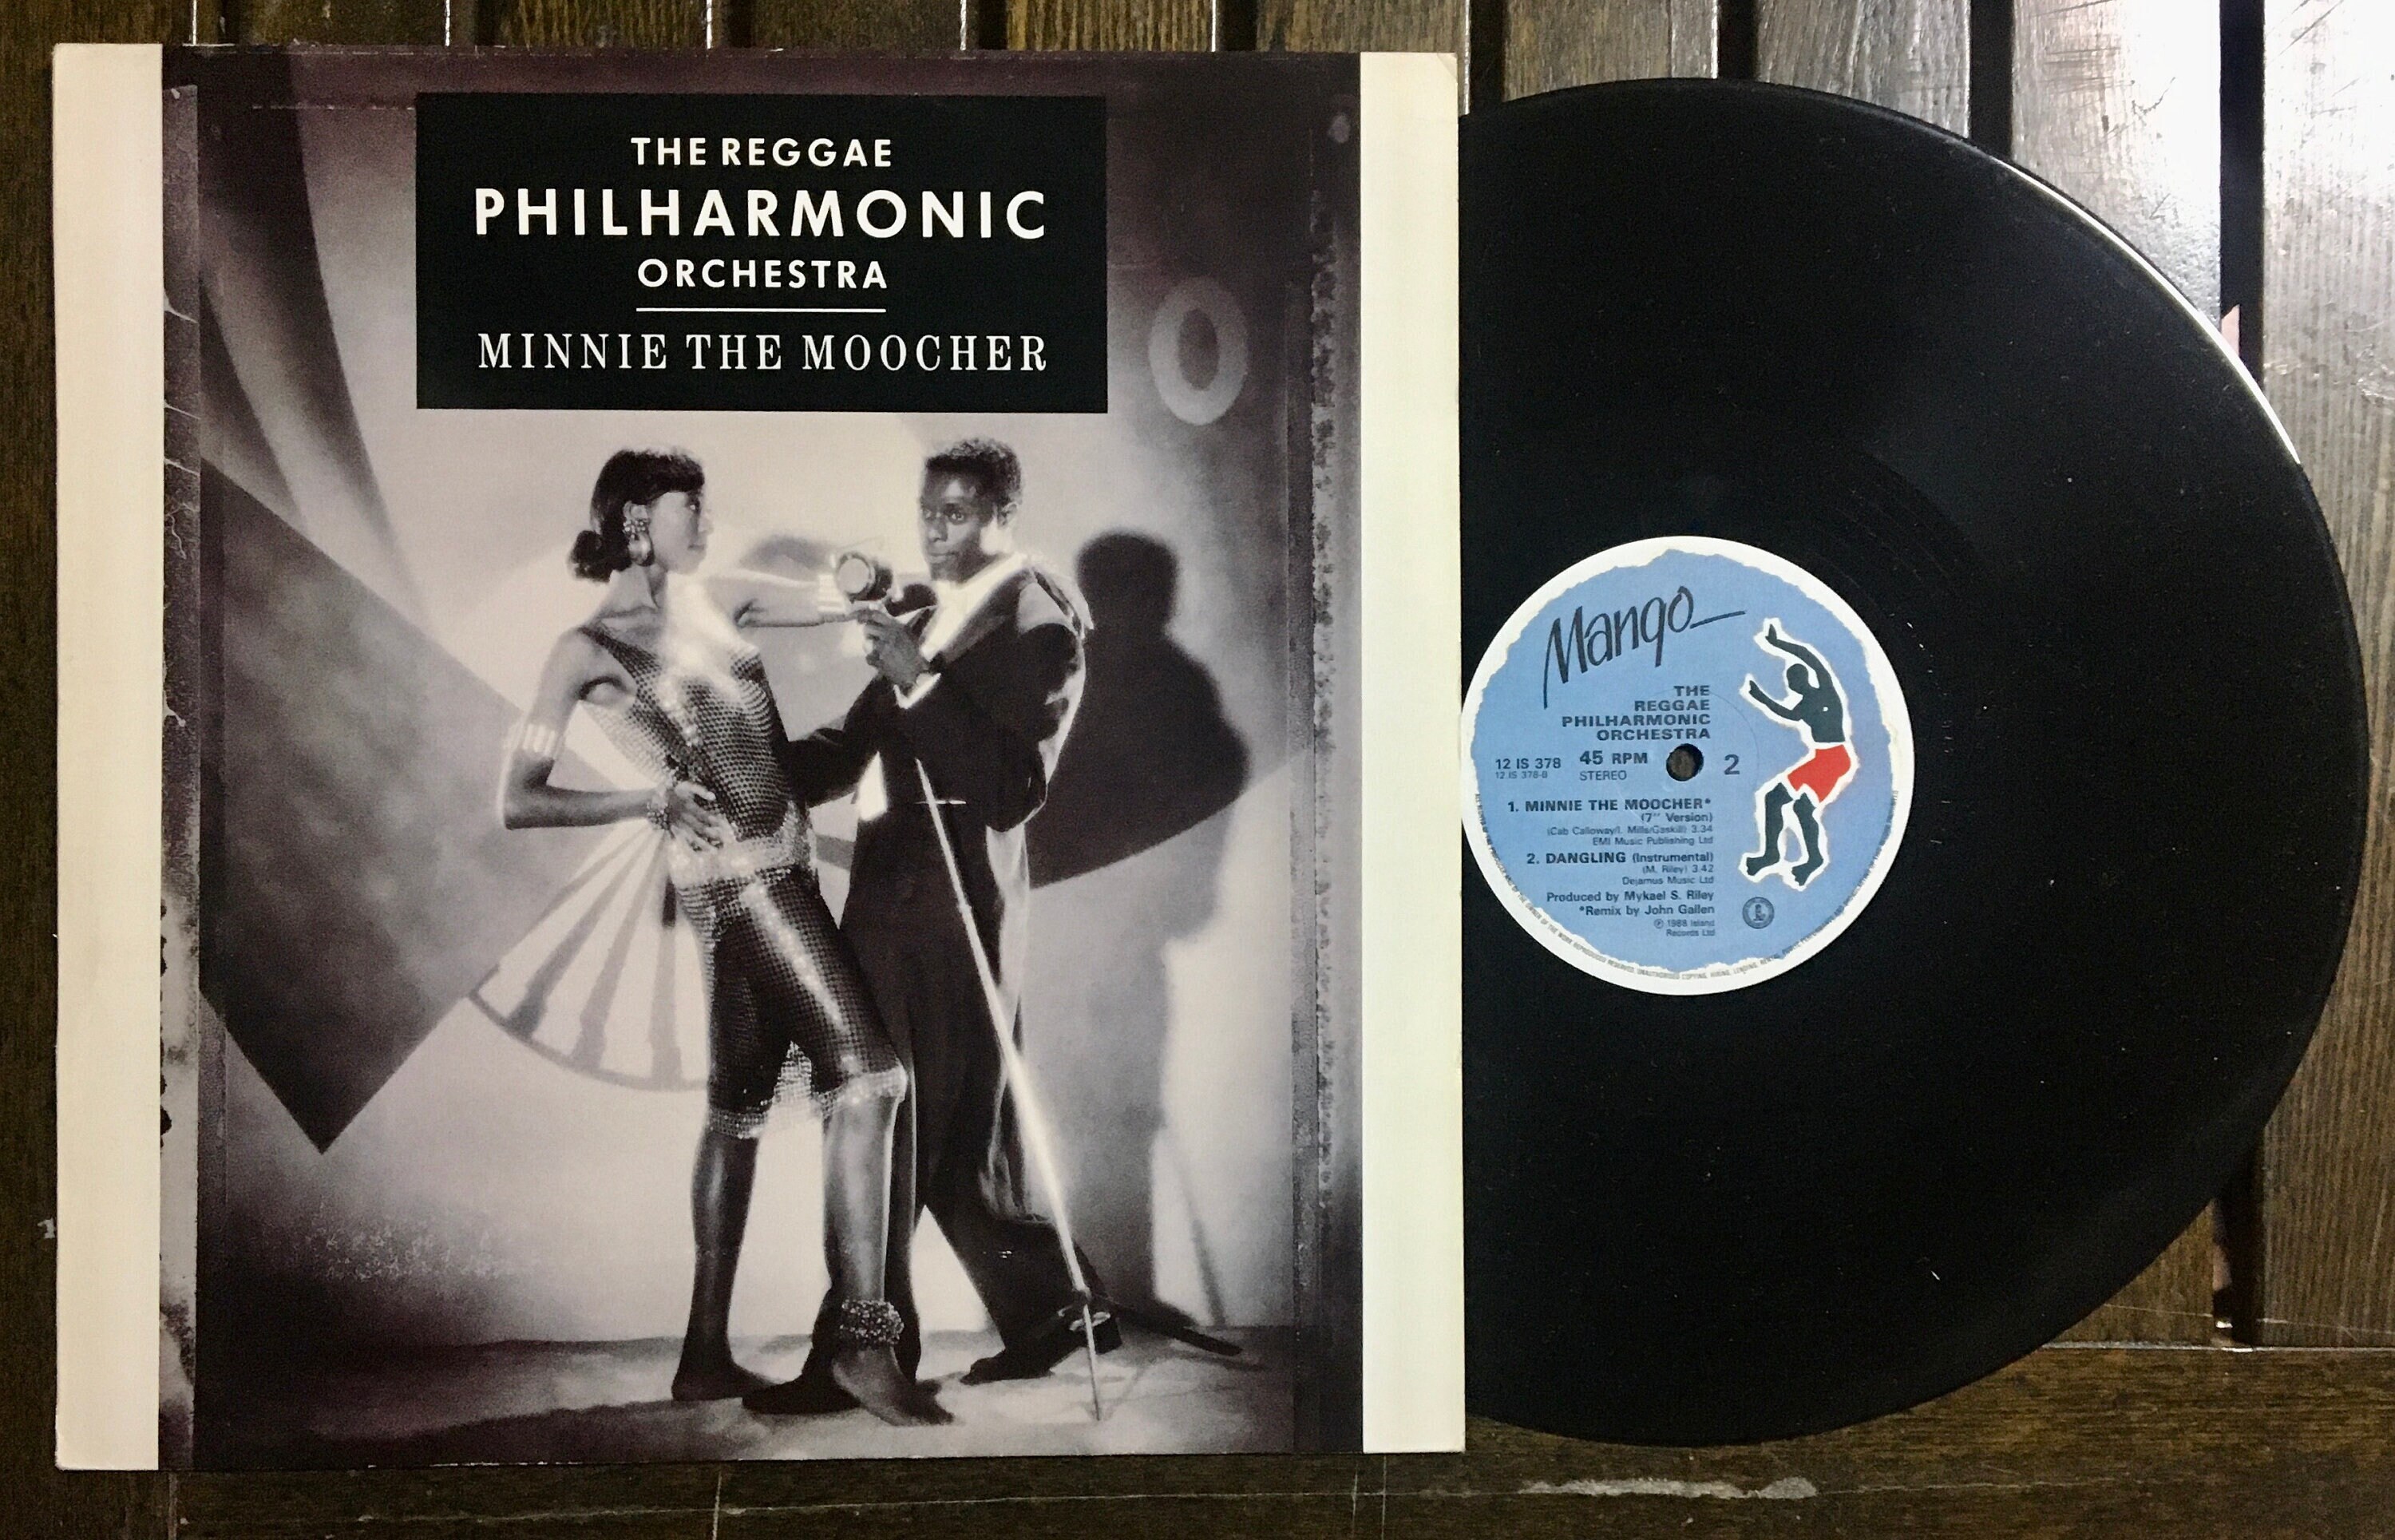 THE REGGAE
PHILHARMONIC
ORCHESTRA
MINNIE THE MOOCHER
Mango
THE
REGGAE
PHILHARMONIC
ORCHESTRA
12 IS 378
12 IS 378-B
45 RPM
STEREO
2
1. MINNIE THE MOOCHER*
(7" Version)
(Cab Calloway/I. Mills/Gaskill) 3.34
EMI Music Publishing Ltd
2. DANGLING (Instrumental)
(M. Riley) 3.42
Dejamus Music Ltd
Produced by Mykael S. Riley
*Remix by John Gallen
℗ 1988 Island
Records Ltd